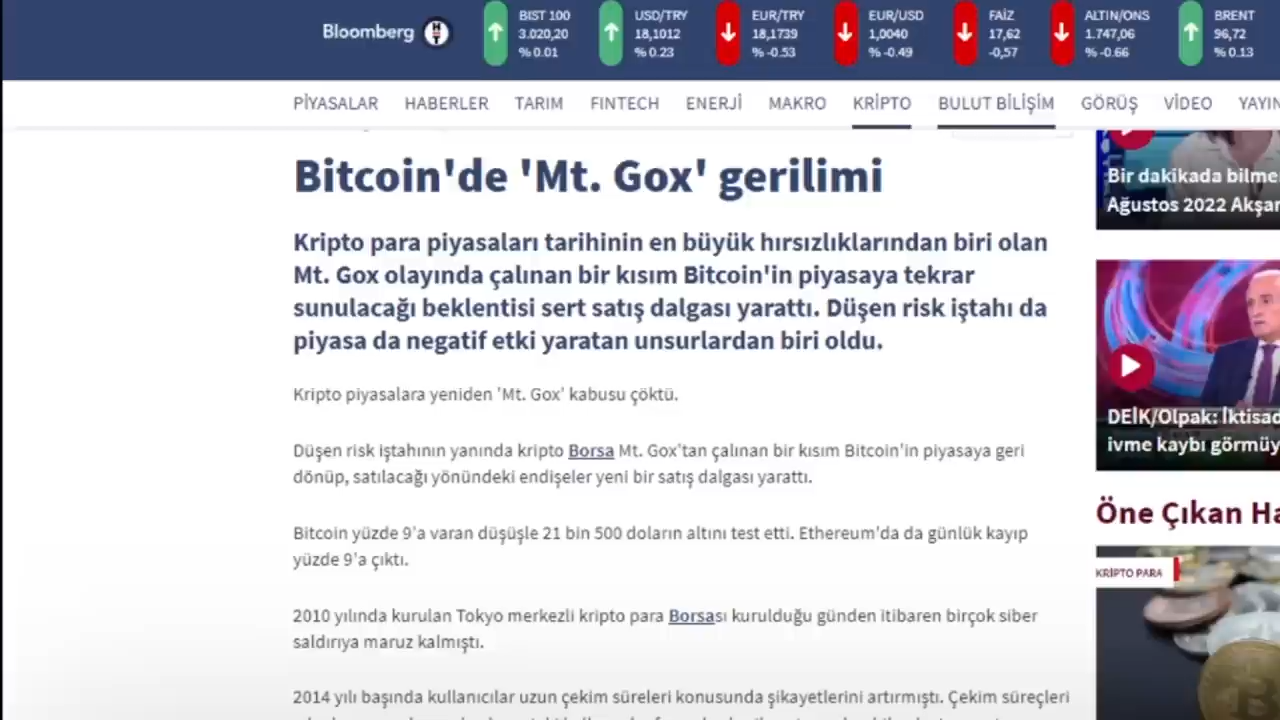 Bloomberg HT
BIST 100
3.020,20
% 0.01
USD/TRY
18,1012
% 0.23
EUR/TRY
18,1739
% -0.53
EUR/USD
1,0040
% -0.49
FAİZ
17,62
-0,57
ALTIN/ONS
1.747,06
% -0.66
BRENT
96,72
% 0.13
PİYASALAR HABERLER TARIM FINTECH ENERJİ MAKRO KRİPTO BULUT BİLİŞİM GÖRÜŞ VİDEO YAYIN
Bitcoin'de 'Mt. Gox' gerilimi
Kripto para piyasaları tarihinin en büyük hırsızlıklarından biri olan
Mt. Gox olayında çalınan bir kısım Bitcoin'in piyasaya tekrar
sunulacağı beklentisi sert satış dalgası yarattı. Düşen risk iştahı da
piyasa da negatif etki yaratan unsurlardan biri oldu.
Kripto piyasalara yeniden 'Mt. Gox' kabusu çöktü.
Düşen risk iştahının yanında kripto Borsa Mt. Gox'tan çalınan bir kısım Bitcoin'in piyasaya geri
dönüp, satılacağı yönündeki endişeler yeni bir satış dalgası yarattı.
Bitcoin yüzde 9'a varan düşüşle 21 bin 500 doların altını test etti. Ethereum'da da günlük kayıp
yüzde 9'a çıktı.
2010 yılında kurulan Tokyo merkezli kripto para Borsası kurulduğu günden itibaren birçok siber
saldırıya maruz kalmıştı.
2014 yılı başında kullanıcılar uzun çekim süreleri konusunda şikayetlerini artırmıştı. Çekim süreçleri
Bir dakikada bilme
Ağustos 2022 Akşa
DEİK/Olpak: İktisad
ivme kaybı görmüy
Öne Çıkan Ha
KRİPTO PARA